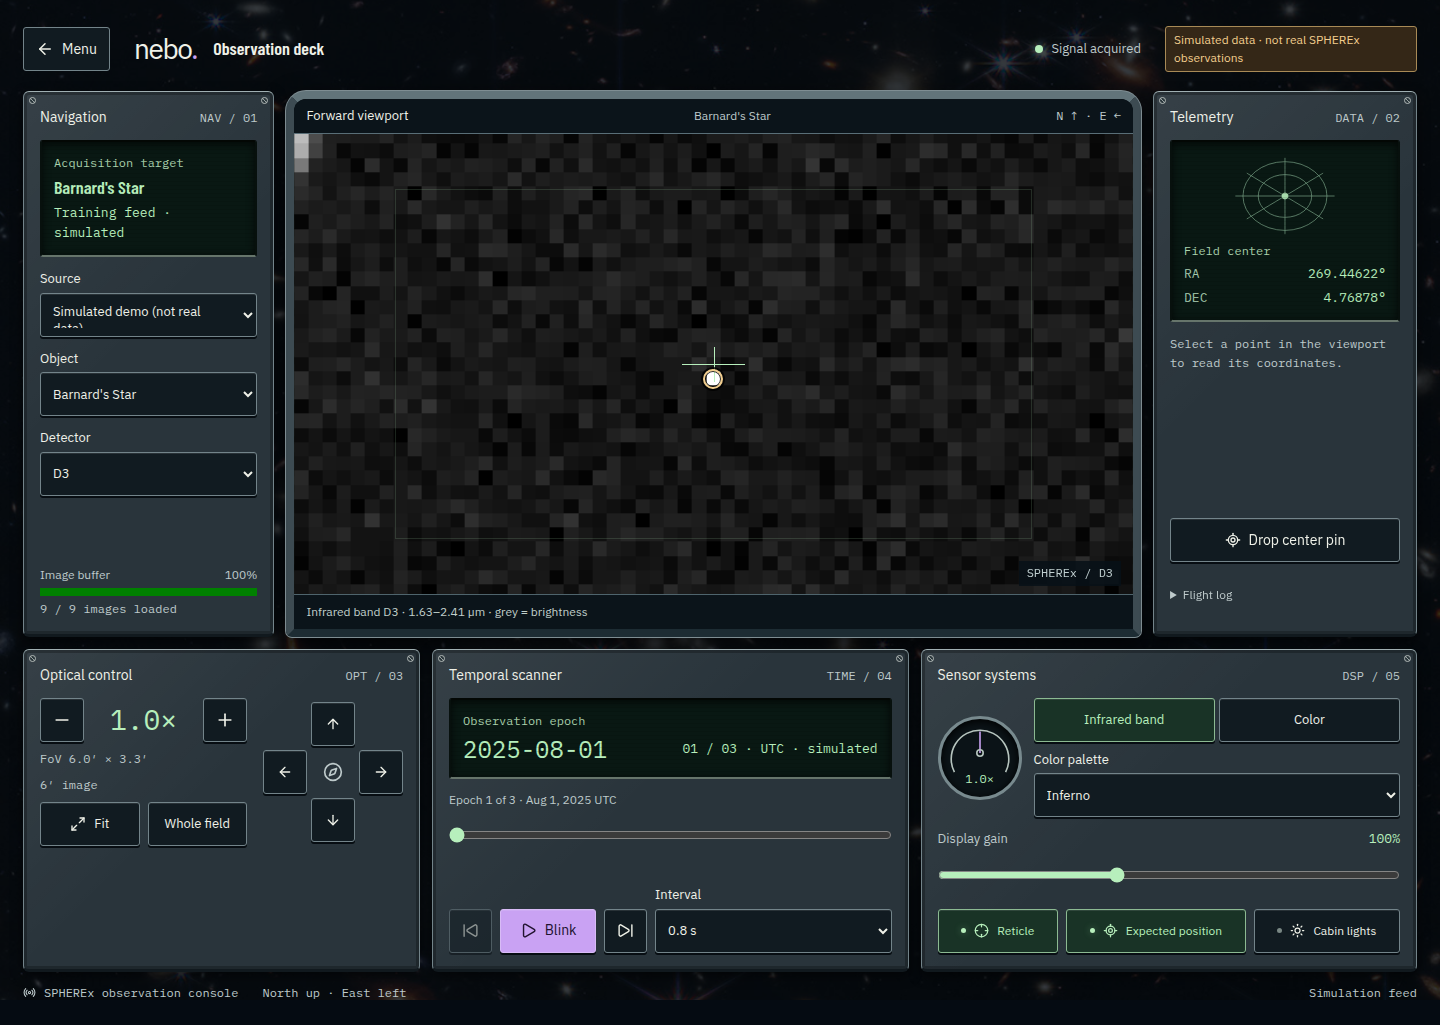 Menu
nebo.
Observation deck
Signal acquired
Simulated data · not real SPHEREx
observations
Navigation
NAV / 01
Acquisition target
Barnard's Star
Training feed ·
simulated
Source
Simulated demo (not real
data)
Object
Barnard's Star
Detector
D3
Image buffer
100%
9 / 9 images loaded
Forward viewport
Barnard's Star
N ↑ · E ←
SPHEREx / D3
Infrared band D3 · 1.63–2.41 µm · grey = brightness
Telemetry
DATA / 02
Field center
RA
269.44622°
DEC
4.76878°
Select a point in the viewport
to read its coordinates.
Drop center pin
Flight log
Optical control
OPT / 03
1.0×
FoV 6.0′ × 3.3′
6′ image
Fit
Whole field
Temporal scanner
TIME / 04
Observation epoch
2025-08-01
01 / 03 · UTC · simulated
Epoch 1 of 3 · Aug 1, 2025 UTC
Blink
Interval
0.8 s
Sensor systems
DSP / 05
1.0×
Infrared band
Color
Color palette
Inferno
Display gain
100%
Reticle
Expected position
Cabin lights
SPHEREx observation console
North up · East left
Simulation feed